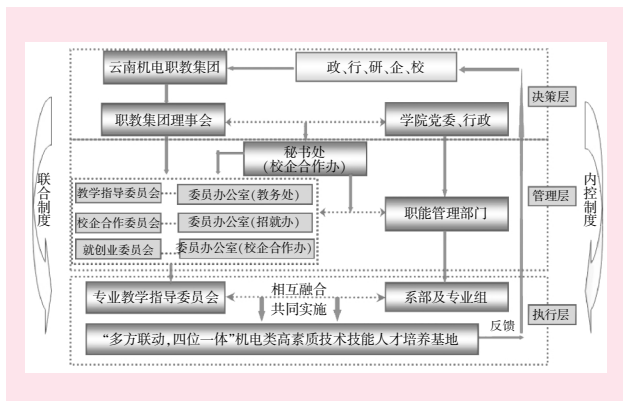 云南机电职教集团
政、行、研、企、校
决策层
职教集团理事会
学院党委、行政
秘书处
(校企合作办)
联合制度
内控制度
教学指导委员会
委员办公室(教务处)
管理层
校企合作委员会
委员办公室(招就办)
职能管理部门
就创业委员会
委员办公室(校企合作办)
专业教学指导委员会
相互融合
共同实施
系部及专业组
执行层
反馈
“多方联动,四位一体”机电类高素质技术技能人才培养基地